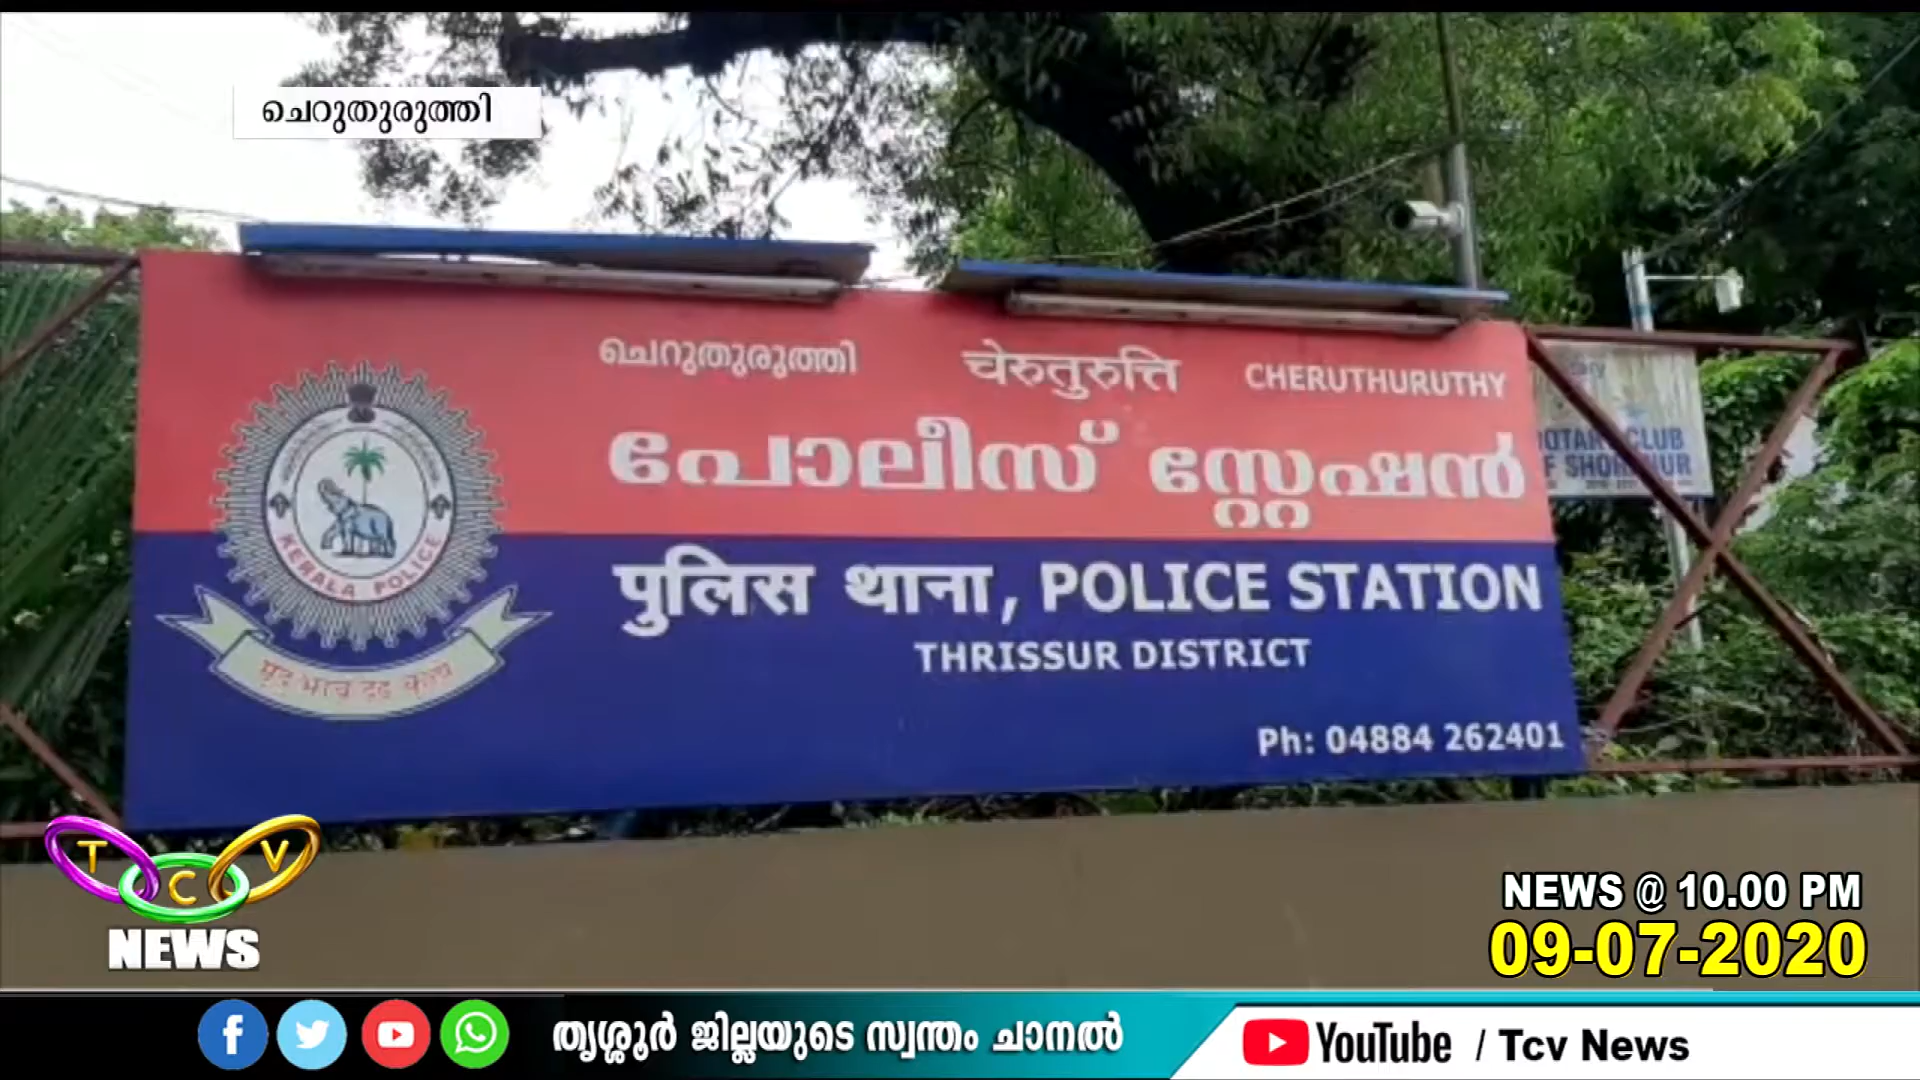 ചെറുതുരുത്തി
ചെറുതുരുത്തി चेरुतुरुत्ति CHERUTHURUTHY
പോലീസ് സ്റ്റേഷൻ
पुलिस थाना, POLICE STATION
THRISSUR DISTRICT
Ph: 04884 262401
KERALA POLICE
CLUB
T C V
NEWS
NEWS @ 10.00 PM
09-07-2020
തൃശ്ശൂർ ജില്ലയുടെ സ്വന്തം ചാനൽ
YouTube / Tcv News